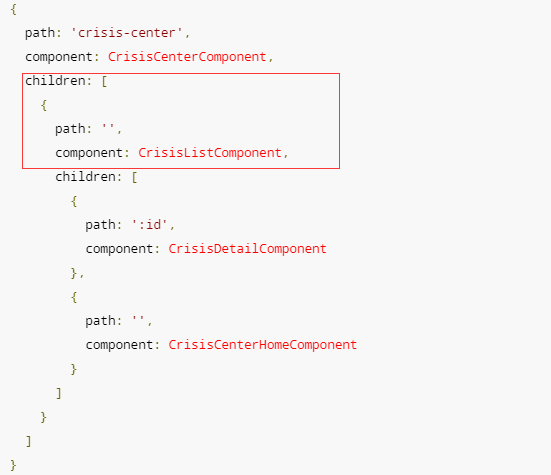 {
  path: 'crisis-center',
  component: CrisisCenterComponent,
  children: [
    {
      path: '',
      component: CrisisListComponent,
      children: [
        {
          path: ':id',
          component: CrisisDetailComponent
        },
        {
          path: '',
          component: CrisisCenterHomeComponent
        }
      ]
    }
  ]
}